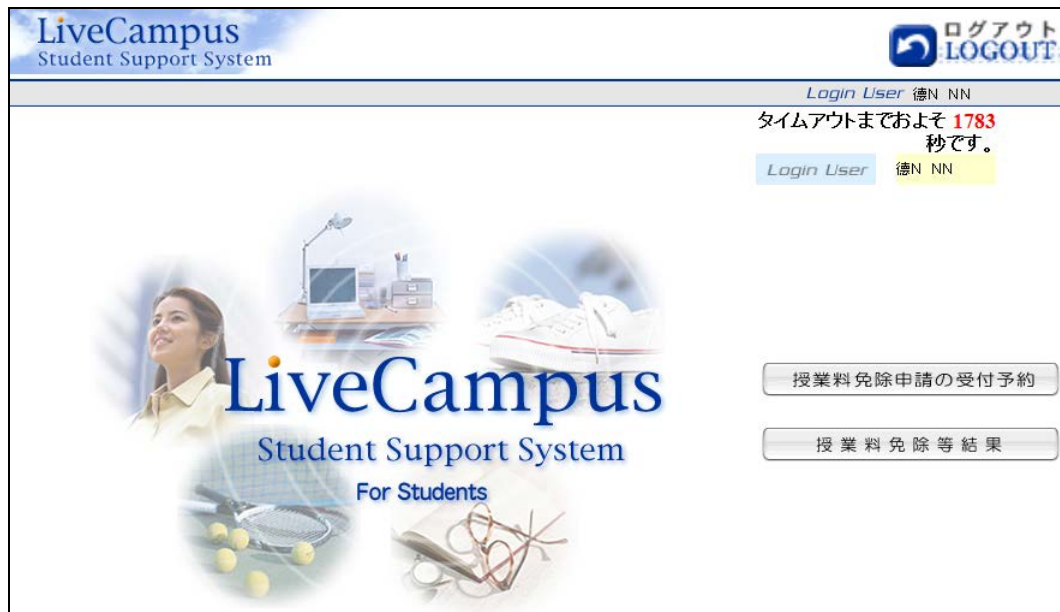 LiveCampus
Student Support System
ログアウト
LOGOUT
Login User 德N NN
タイムアウトまでおよそ 1783
秒です。
Login User 德N NN
LiveCampus
Student Support System
For Students
授業料免除申請の受付予約
授業料免除等結果